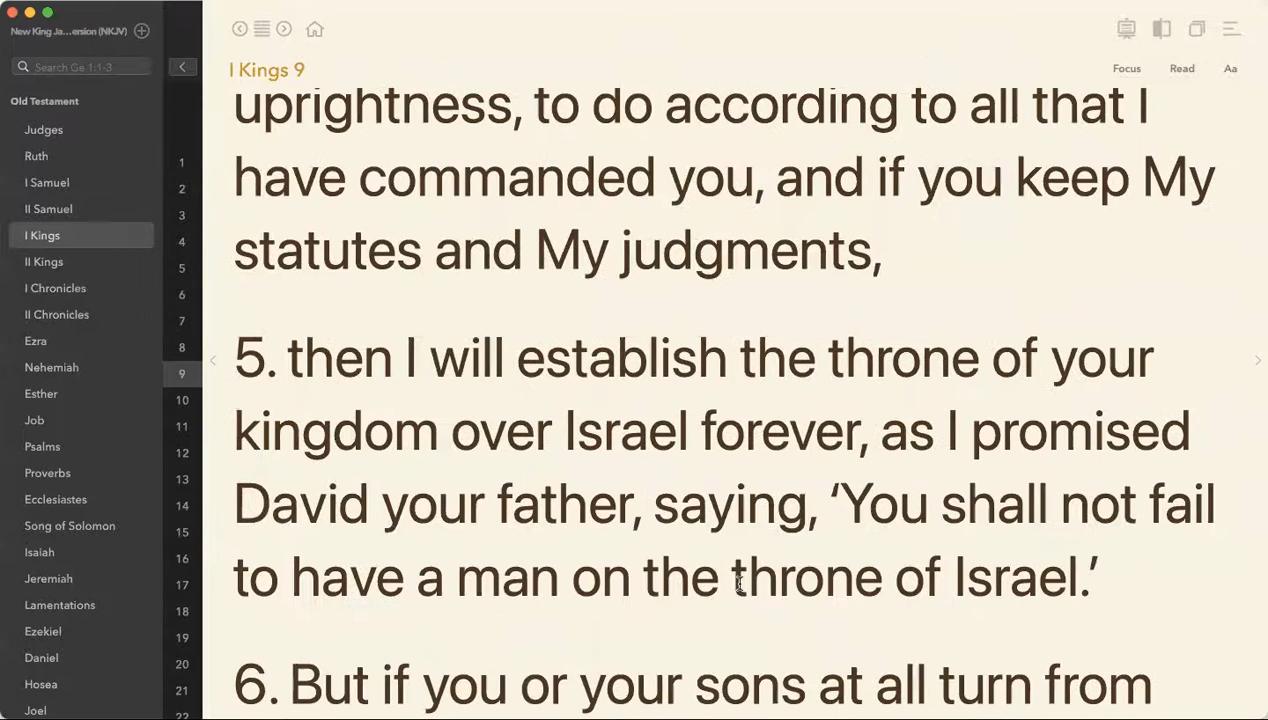 New King Ja...ersion (NKJV)
Search Ge 1:1-3
Old Testament
Judges
Ruth
I Samuel
II Samuel
I Kings
II Kings
I Chronicles
II Chronicles
Ezra
Nehemiah
Esther
Job
Psalms
Proverbs
Ecclesiastes
Song of Solomon
Isaiah
Jeremiah
Lamentations
Ezekiel
Daniel
Hosea
Joel
1
2
3
4
5
6
7
8
9
10
11
12
13
14
15
16
17
18
19
20
21
22
I Kings 9
Focus
Read
Aa
uprightness, to do according to all that I
have commanded you, and if you keep My
statutes and My judgments,
5. then I will establish the throne of your
kingdom over Israel forever, as I promised
David your father, saying, ‘You shall not fail
to have a man on the throne of Israel.’
6. But if you or your sons at all turn from